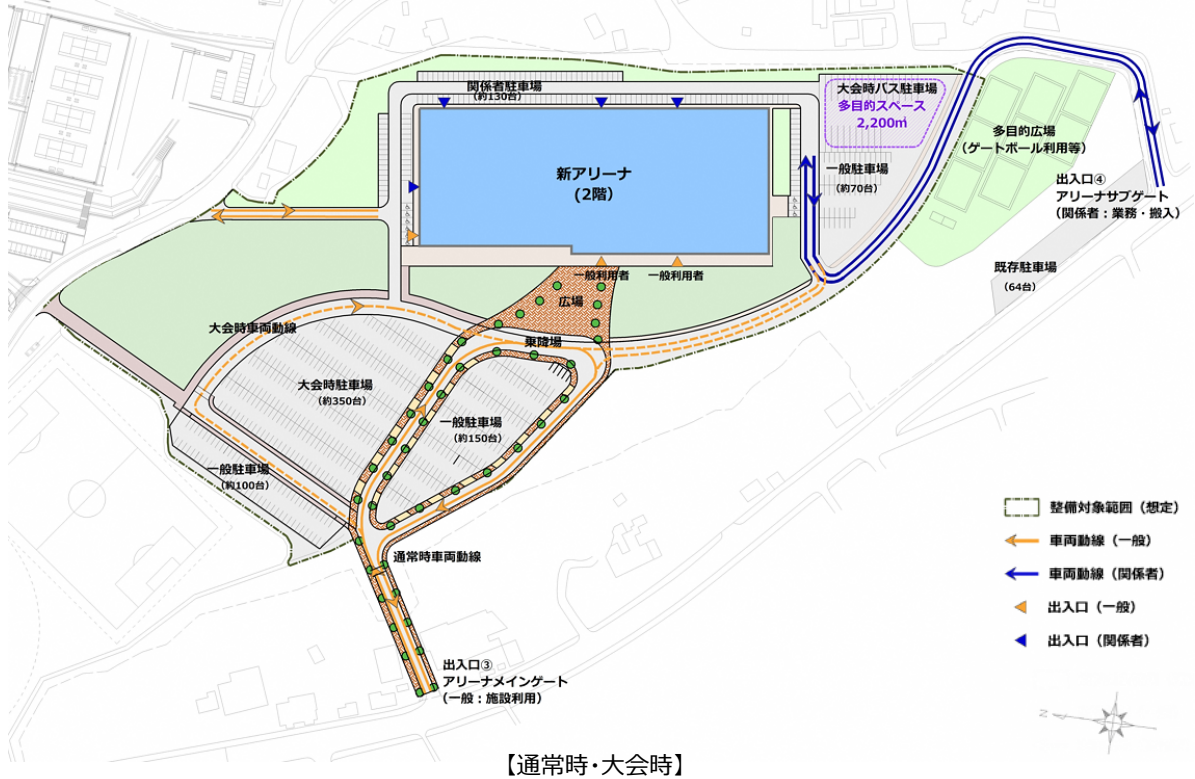 関係者駐車場
(約130台)
大会時バス駐車場
多目的スペース
2,200㎡
新アリーナ
(2階)
一般駐車場
(約70台)
多目的広場
(ゲートボール利用等)
出入口④
アリーナサブゲート
(関係者：業務・搬入)
既存駐車場
(64台)
一般利用者
一般利用者
広場
大会時車両動線
乗降場
大会時駐車場
(約350台)
一般駐車場
(約150台)
一般駐車場
(約100台)
通常時車両動線
出入口③
アリーナメインゲート
(一般：施設利用)
整備対象範囲（想定）
車両動線（一般）
車両動線（関係者）
出入口（一般）
出入口（関係者）
Z
【通常時・大会時】